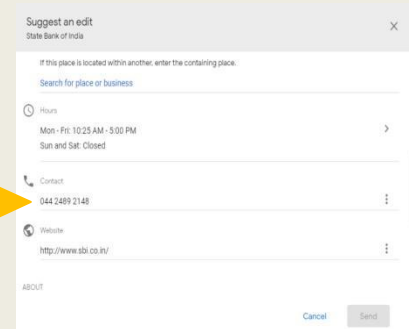 Suggest an edit
State Bank of India
If this place is located within another, enter the containing place.
Search for place or business
Hours
Mon - Fri: 10:25 AM - 5:00 PM
Sun and Sat: Closed
Contact
044 2489 2148
Website
http://www.sbi.co.in/
ABOUT
Cancel Send